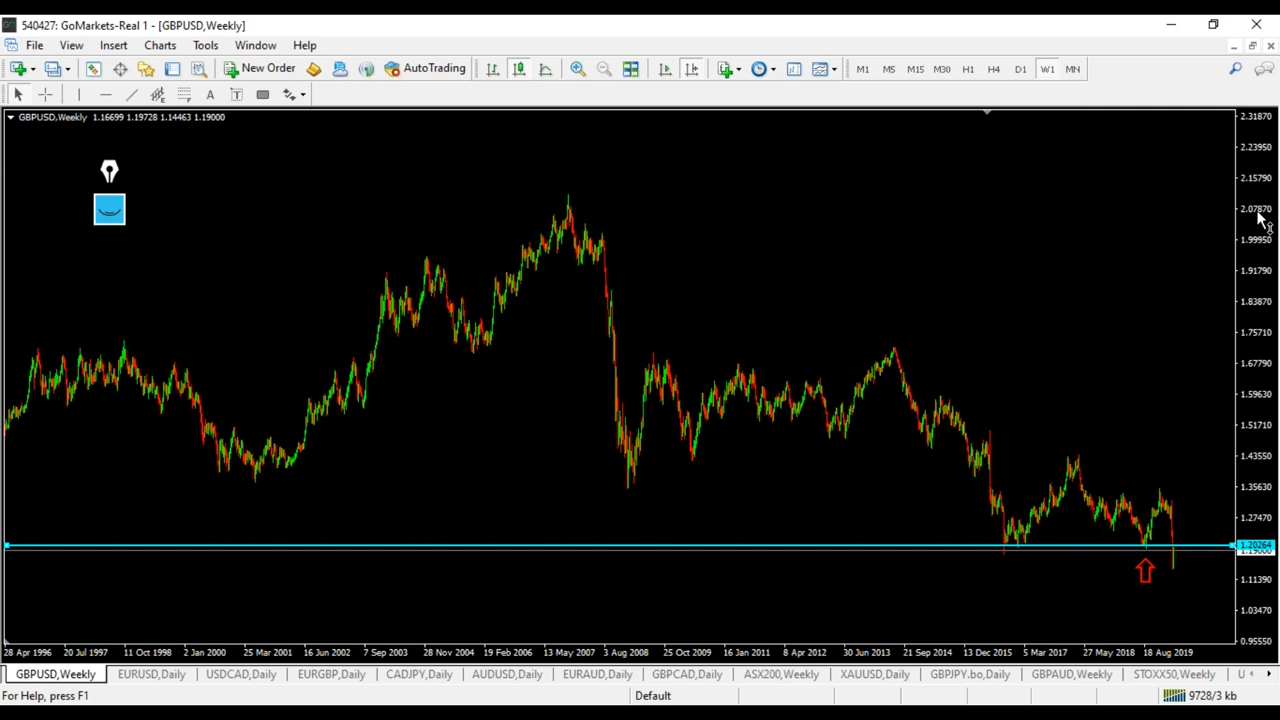 540427: GoMarkets-Real 1 - [GBPUSD,Weekly]
File View Insert Charts Tools Window Help
New Order AutoTrading M1 M5 M15 M30 H1 H4 D1 W1 MN
A T
GBPUSD,Weekly 1.16699 1.19728 1.14463 1.19000
2.31870
2.23950
2.15790
2.07870
1.99950
1.91790
1.83870
1.75710
1.67790
1.59630
1.51710
1.43550
1.35630
1.27470
1.20264
1.19000
1.11390
1.03470
0.95550
28 Apr 1996 20 Jul 1997 11 Oct 1998 2 Jan 2000 25 Mar 2001 16 Jun 2002 7 Sep 2003 28 Nov 2004 19 Feb 2006 13 May 2007 3 Aug 2008 25 Oct 2009 16 Jan 2011 8 Apr 2012 30 Jun 2013 21 Sep 2014 13 Dec 2015 5 Mar 2017 27 May 2018 18 Aug 2019
GBPUSD,Weekly EURUSD,Daily USDCAD,Daily EURGBP,Daily CADJPY,Daily AUDUSD,Daily EURAUD,Daily GBPCAD,Daily ASX200,Weekly XAUUSD,Daily GBPJPY.bo,Daily GBPAUD,Weekly STOXX50,Weekly U
For Help, press F1 Default 9728/3 kb